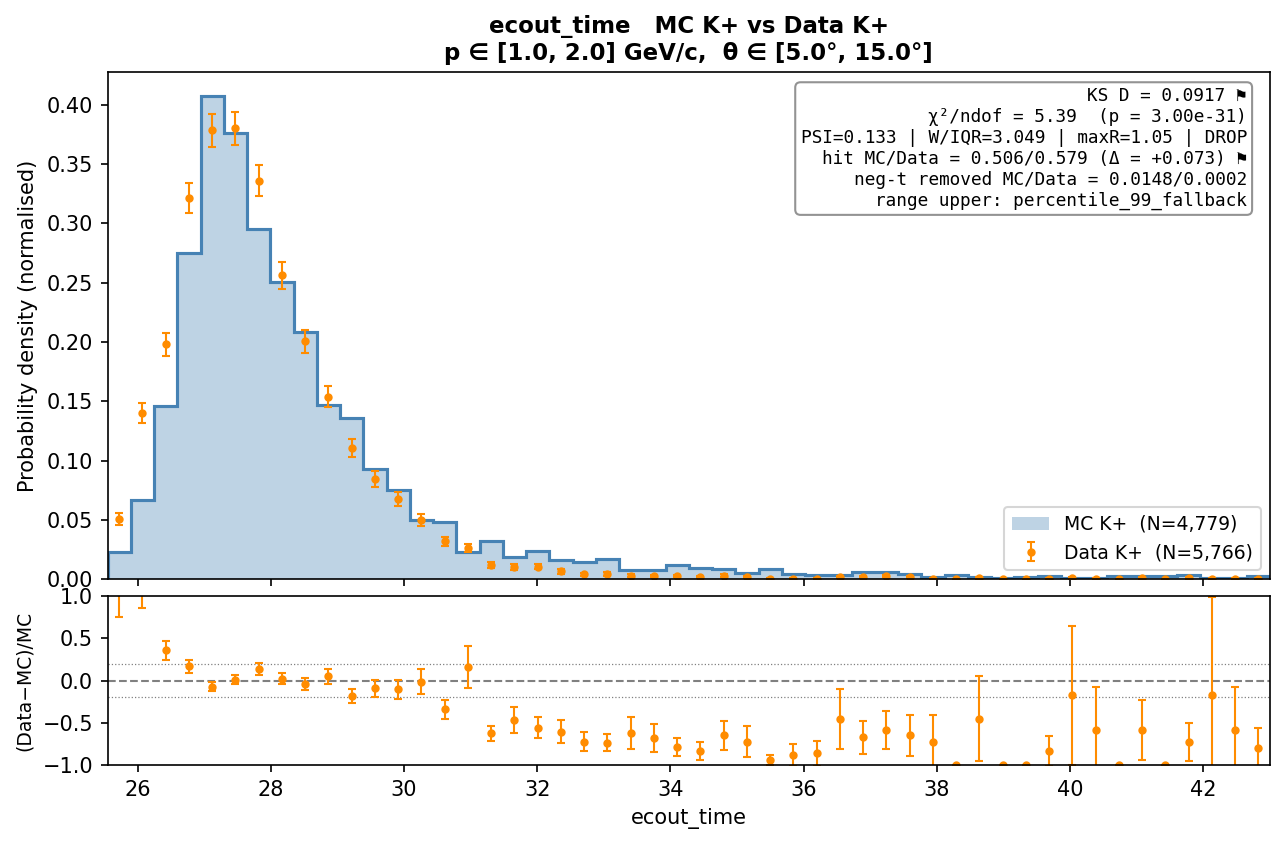 ecout_time   MC K+ vs Data K+
p ∈ [1.0, 2.0] GeV/c,  θ ∈ [5.0°, 15.0°]
KS D = 0.0917 ⚑
χ²/ndof = 5.39  (p = 3.00e-31)
PSI=0.133 | W/IQR=3.049 | maxR=1.05 | DROP
hit MC/Data = 0.506/0.579 (Δ = +0.073) ⚑
neg-t removed MC/Data = 0.0148/0.0002
range upper: percentile_99_fallback
Probability density (normalised)
0.40
0.35
0.30
0.25
0.20
0.15
0.10
0.05
0.00
MC K+  (N=4,779)
Data K+  (N=5,766)
(Data−MC)/MC
1.0
0.5
0.0
−0.5
−1.0
26 28 30 32 34 36 38 40 42
ecout_time